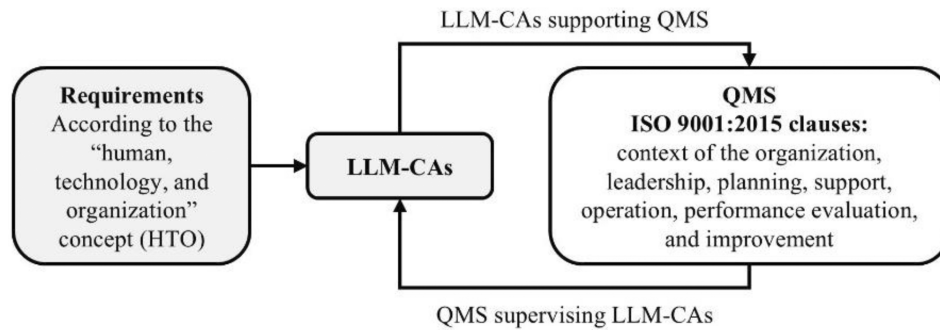 LLM-CAs supporting QMS
Requirements
According to the
“human,
technology, and
organization”
concept (HTO)
LLM-CAs
QMS
ISO 9001:2015 clauses:
context of the organization,
leadership, planning, support,
operation, performance evaluation,
and improvement
QMS supervising LLM-CAs